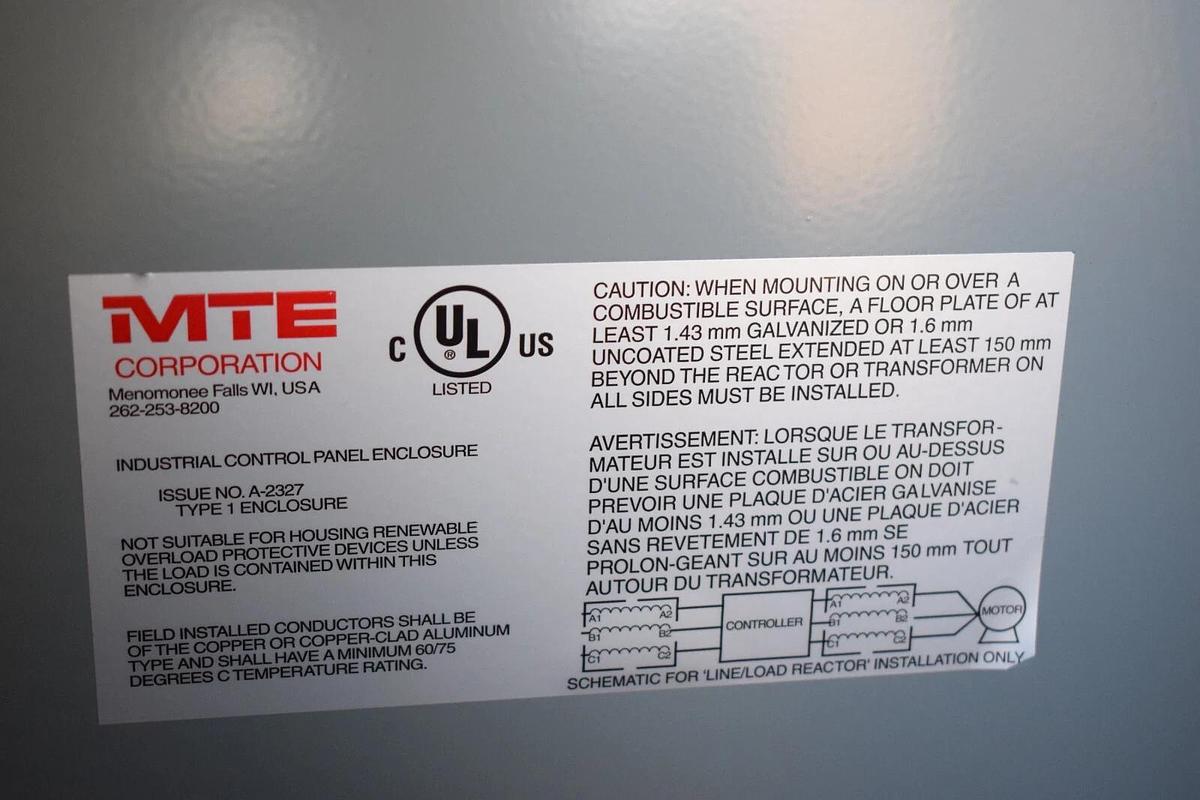 MTE
CORPORATION
Menomonee Falls WI, USA
262-253-8200
C UL ® US
LISTED
INDUSTRIAL CONTROL PANEL ENCLOSURE
ISSUE NO. A-2327
TYPE 1 ENCLOSURE
NOT SUITABLE FOR HOUSING RENEWABLE
OVERLOAD PROTECTIVE DEVICES UNLESS
THE LOAD IS CONTAINED WITHIN THIS
ENCLOSURE.
FIELD INSTALLED CONDUCTORS SHALL BE
OF THE COPPER OR COPPER-CLAD ALUMINUM
TYPE AND SHALL HAVE A MINIMUM 60/75
DEGREES C TEMPERATURE RATING.
CAUTION: WHEN MOUNTING ON OR OVER A
COMBUSTIBLE SURFACE, A FLOOR PLATE OF AT
LEAST 1.43 mm GALVANIZED OR 1.6 mm
UNCOATED STEEL EXTENDED AT LEAST 150 mm
BEYOND THE REAC TOR OR TRANSFORMER ON
ALL SIDES MUST BE INSTALLED.
AVERTISSEMENT: LORSQUE LE TRANSFOR-
MATEUR EST INSTALLE SUR OU AU-DESSUS
D'UNE SURFACE COMBUSTIBLE ON DOIT
PREVOIR UNE PLAQUE D'ACIER GALVANISE
D'AU MOINS 1.43 mm OU UNE PLAQUE D'ACIER
SANS REVETEMENT DE 1.6 mm SE
PROLON-GEANT SUR AU MOINS 150 mm TOUT
AUTOUR DU TRANSFORMATEUR.
A1 A2 A1 A2
B1 B2 CONTROLLER B1 B2 MOTOR
C1 C2 C1 C2
SCHEMATIC FOR 'LINE/LOAD REACTOR' INSTALLATION ONLY